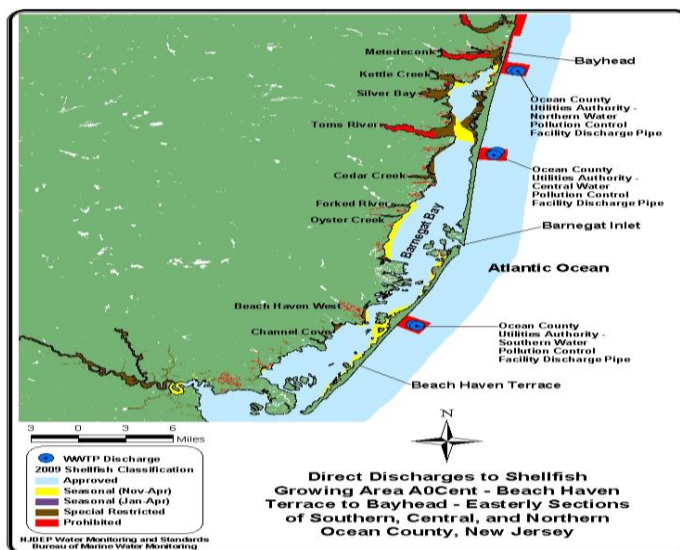 Metedeconk
Bayhead
Kettle Creek
Silver Bay
Ocean County
Utilities Authority -
Northern Water
Pollution Control
Facility Discharge Pipe
Toms River
Ocean County
Utilities Authority -
Central Water
Pollution Control
Facility Discharge Pipe
Cedar Creek
Forked River
Oyster Creek
Barnegat Bay
Barnegat Inlet
Atlantic Ocean
Beach Haven West
Channel Cove
Ocean County
Utilities Authority -
Southern Water
Pollution Control
Facility Discharge Pipe
Beach Haven Terrace
3 0 3 6
Miles
N
WWTP Discharge
2009 Shellfish Classification
Approved
Seasonal (Nov-Apr)
Seasonal (Jan-Apr)
Special Restricted
Prohibited
NJDEP Water Monitoring and Standards
Bureau of Marine Water Monitoring
Direct Discharges to Shellfish
Growing Area A0Cent - Beach Haven
Terrace to Bayhead - Easterly Sections
of Southern, Central, and Northern
Ocean County, New Jersey